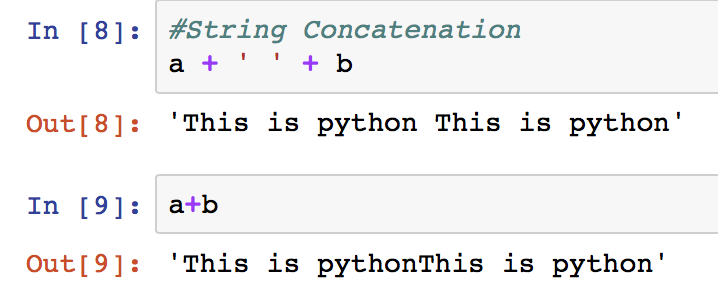 In [8]: #String Concatenation
a + ' ' + b
Out[8]: 'This is python This is python'
In [9]: a+b
Out[9]: 'This is pythonThis is python'